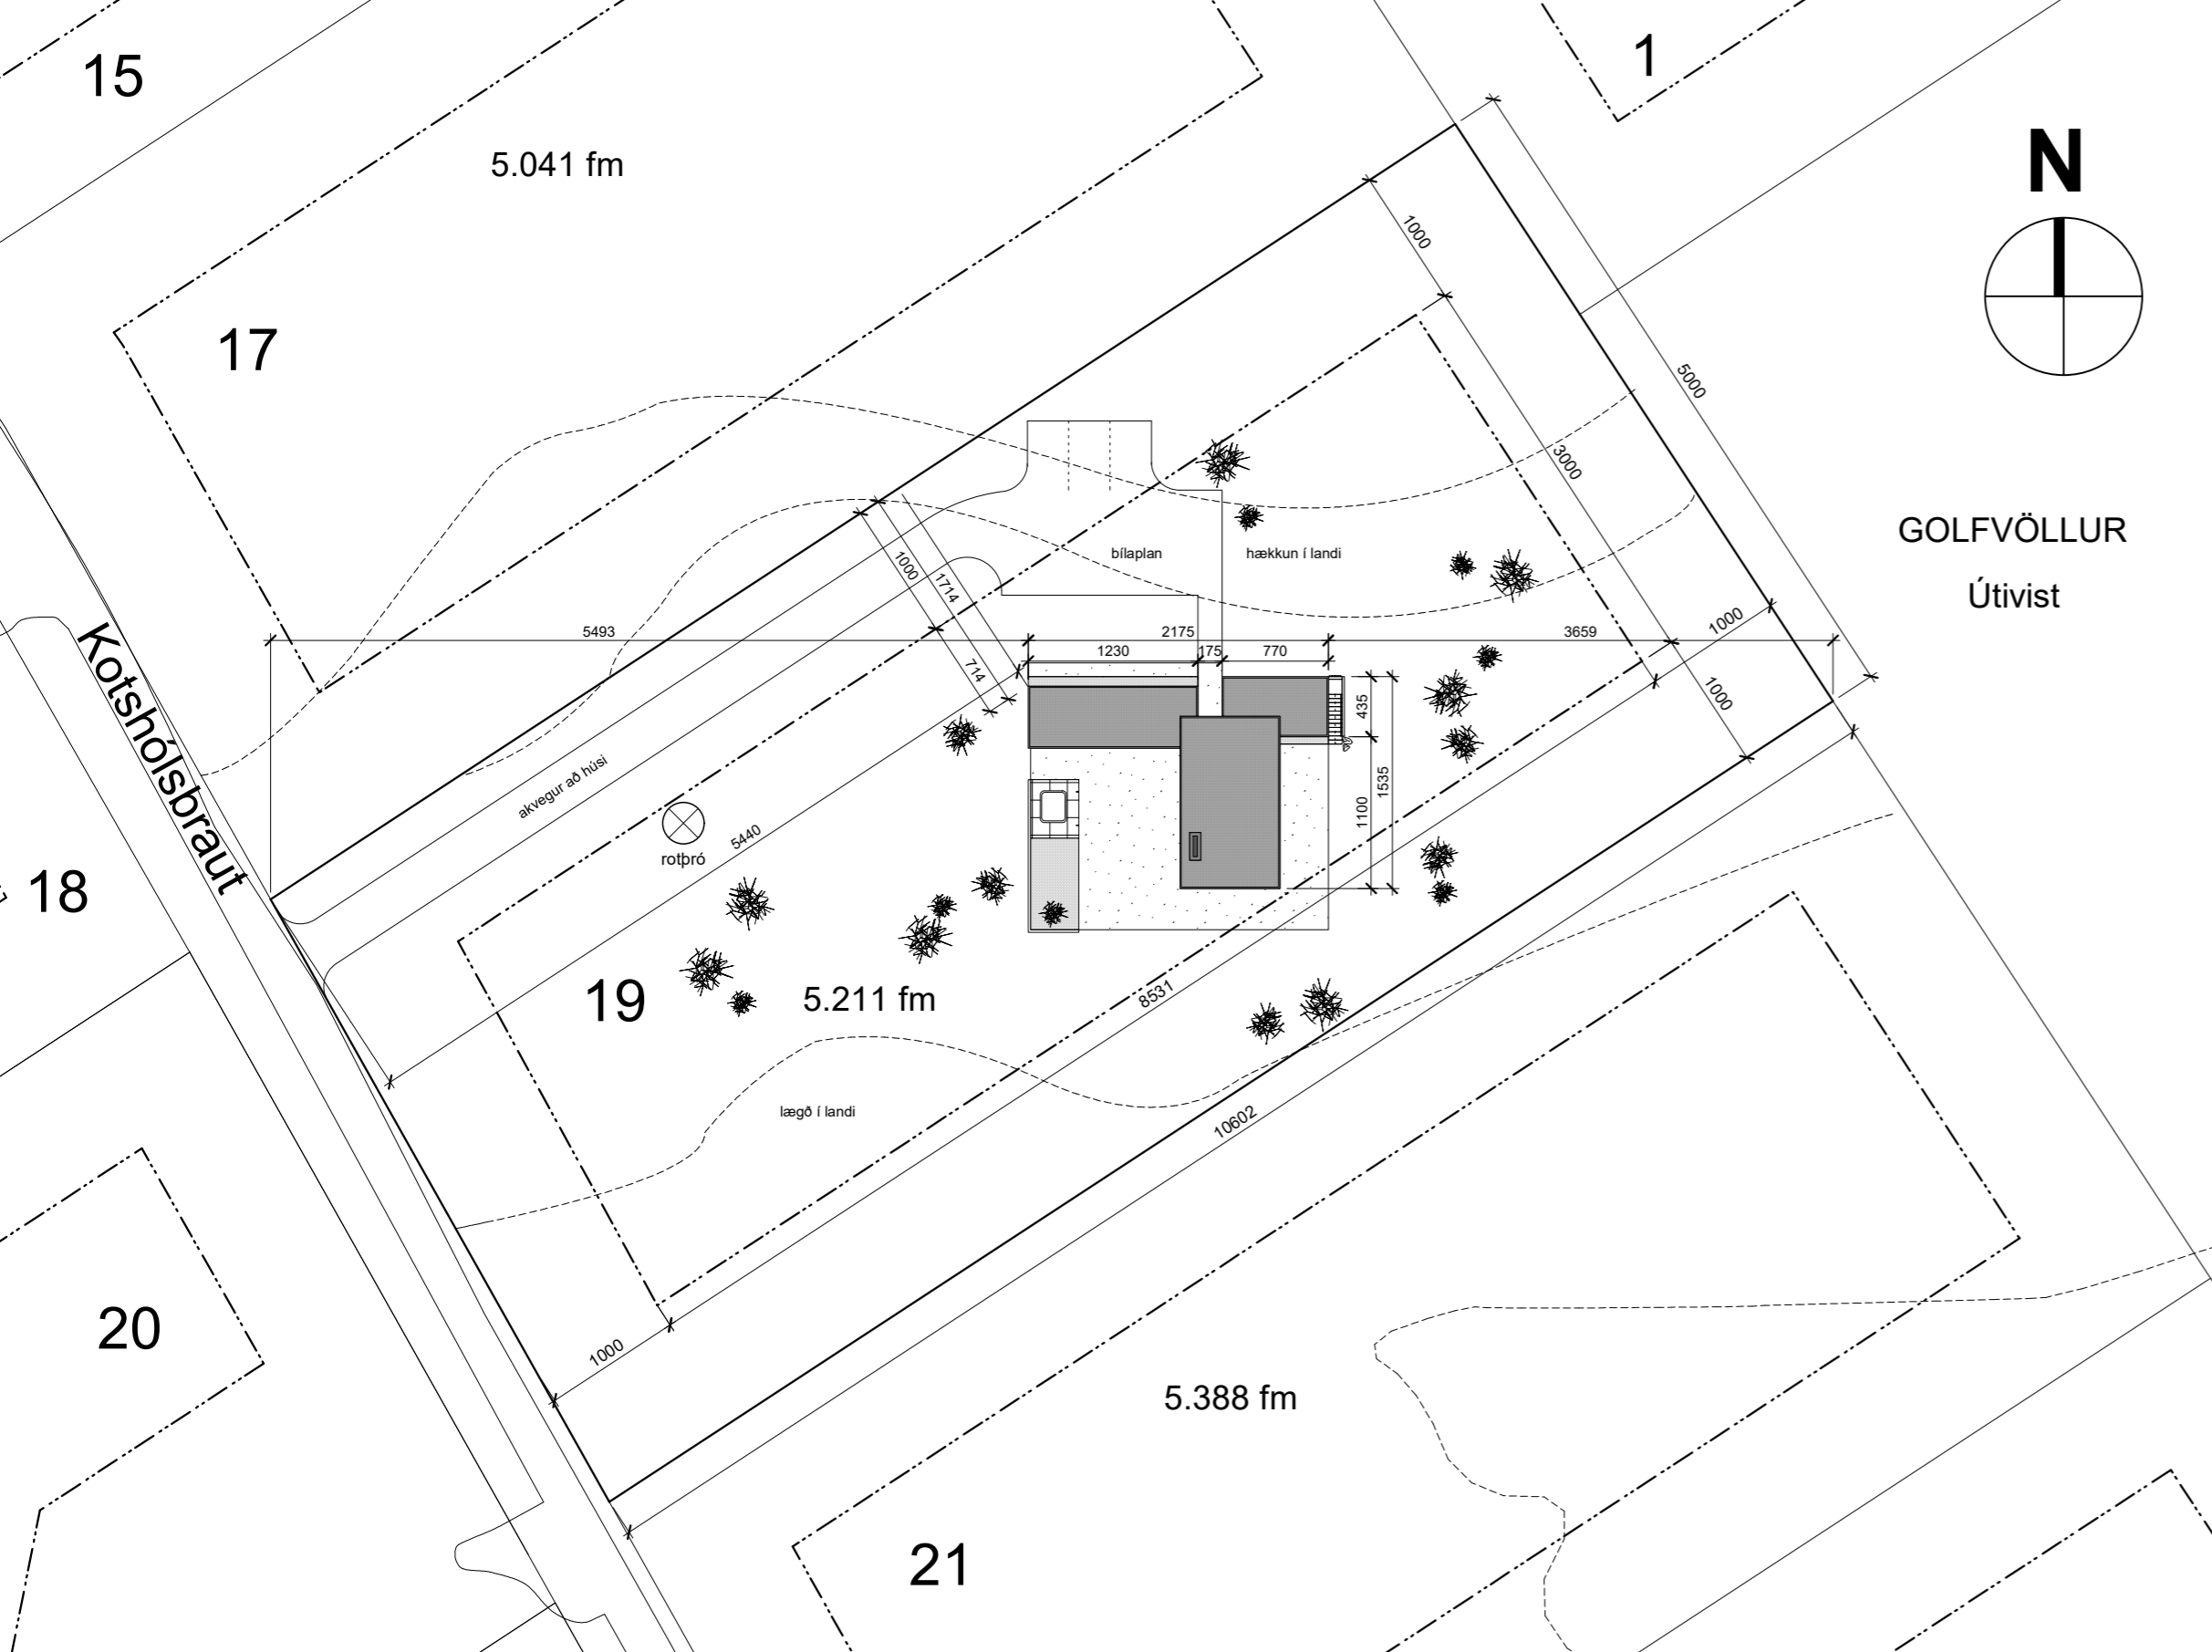 15
1
N
5.041 fm
1000
17
5000
3000
GOLFVÖLLUR
bílaplan
hækkun í landi
1000
1714
Útivist
5493
2175
3659
1000
1230
175
770
714
1000
435
Kotshólsbraut
akvegur að húsi
1535
1100
5440
rotþró
18
19
5.211 fm
8531
lægð í landi
10602
20
1000
5.388 fm
21